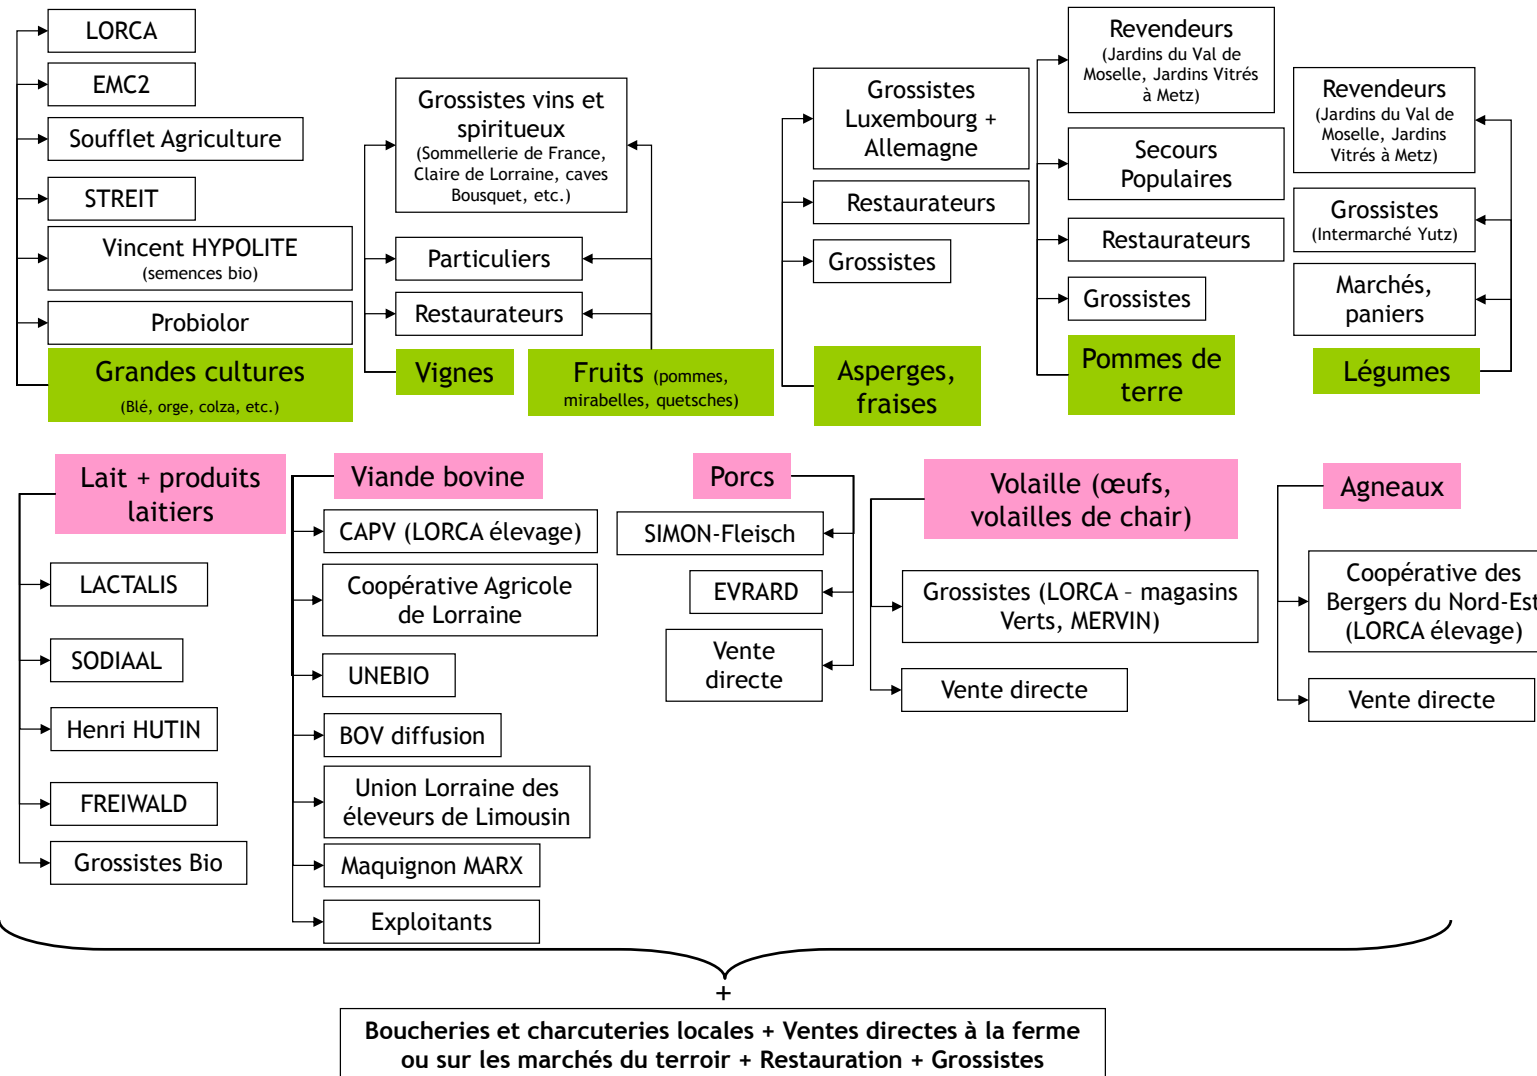 LORCA
EMC2
Soufflet Agriculture
STREIT
Vincent HYPOLITE
(semences bio)
Probiolor
Grandes cultures
(Blé, orge, colza, etc.)
Grossistes vins et
spiritueux
(Sommellerie de France,
Claire de Lorraine, caves
Bousquet, etc.)
Particuliers
Restaurateurs
Vignes
Fruits (pommes,
mirabelles, quetsches)
Grossistes
Luxembourg +
Allemagne
Restaurateurs
Grossistes
Asperges,
fraises
Revendeurs
(Jardins du Val de
Moselle, Jardins Vitrés
à Metz)
Secours
Populaires
Restaurateurs
Grossistes
Pommes de
terre
Revendeurs
(Jardins du Val de
Moselle, Jardins
Vitrés à Metz)
Grossistes
(Intermarché Yutz)
Marchés,
paniers
Légumes
Lait + produits
laitiers
LACTALIS
SODIAAL
Henri HUTIN
FREIWALD
Grossistes Bio
Viande bovine
CAPV (LORCA élevage)
Coopérative Agricole
de Lorraine
UNEBIO
BOV diffusion
Union Lorraine des
éleveurs de Limousin
Maquignon MARX
Exploitants
Porcs
SIMON-Fleisch
EVRARD
Vente
directe
Volaille (œufs,
volailles de chair)
Grossistes (LORCA – magasins
Verts, MERVIN)
Vente directe
Agneaux
Coopérative des
Bergers du Nord-Est
(LORCA élevage)
Vente directe
+
Boucheries et charcuteries locales + Ventes directes à la ferme
ou sur les marchés du terroir + Restauration + Grossistes